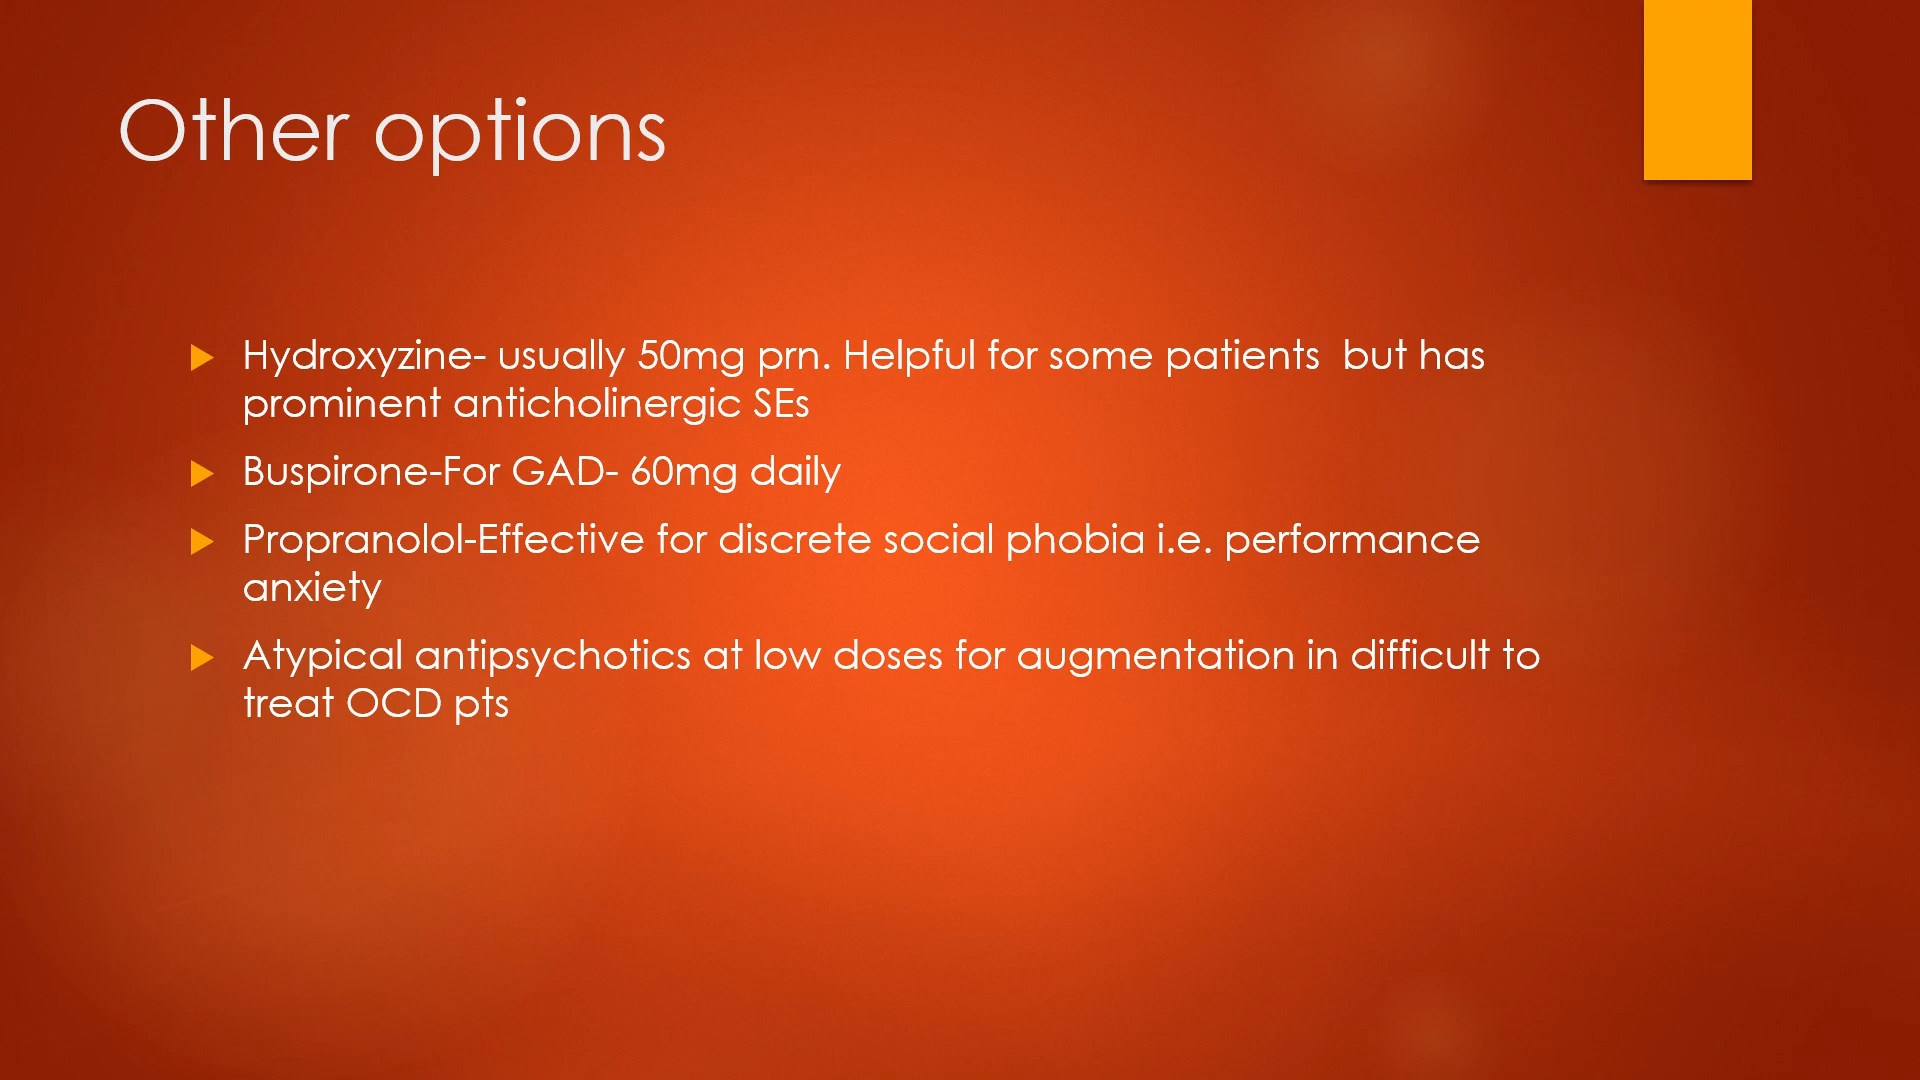 Other options
Hydroxyzine- usually 50mg prn. Helpful for some patients  but has
prominent anticholinergic SEs
Buspirone-For GAD- 60mg daily
Propranolol-Effective for discrete social phobia i.e. performance
anxiety
Atypical antipsychotics at low doses for augmentation in difficult to
treat OCD pts